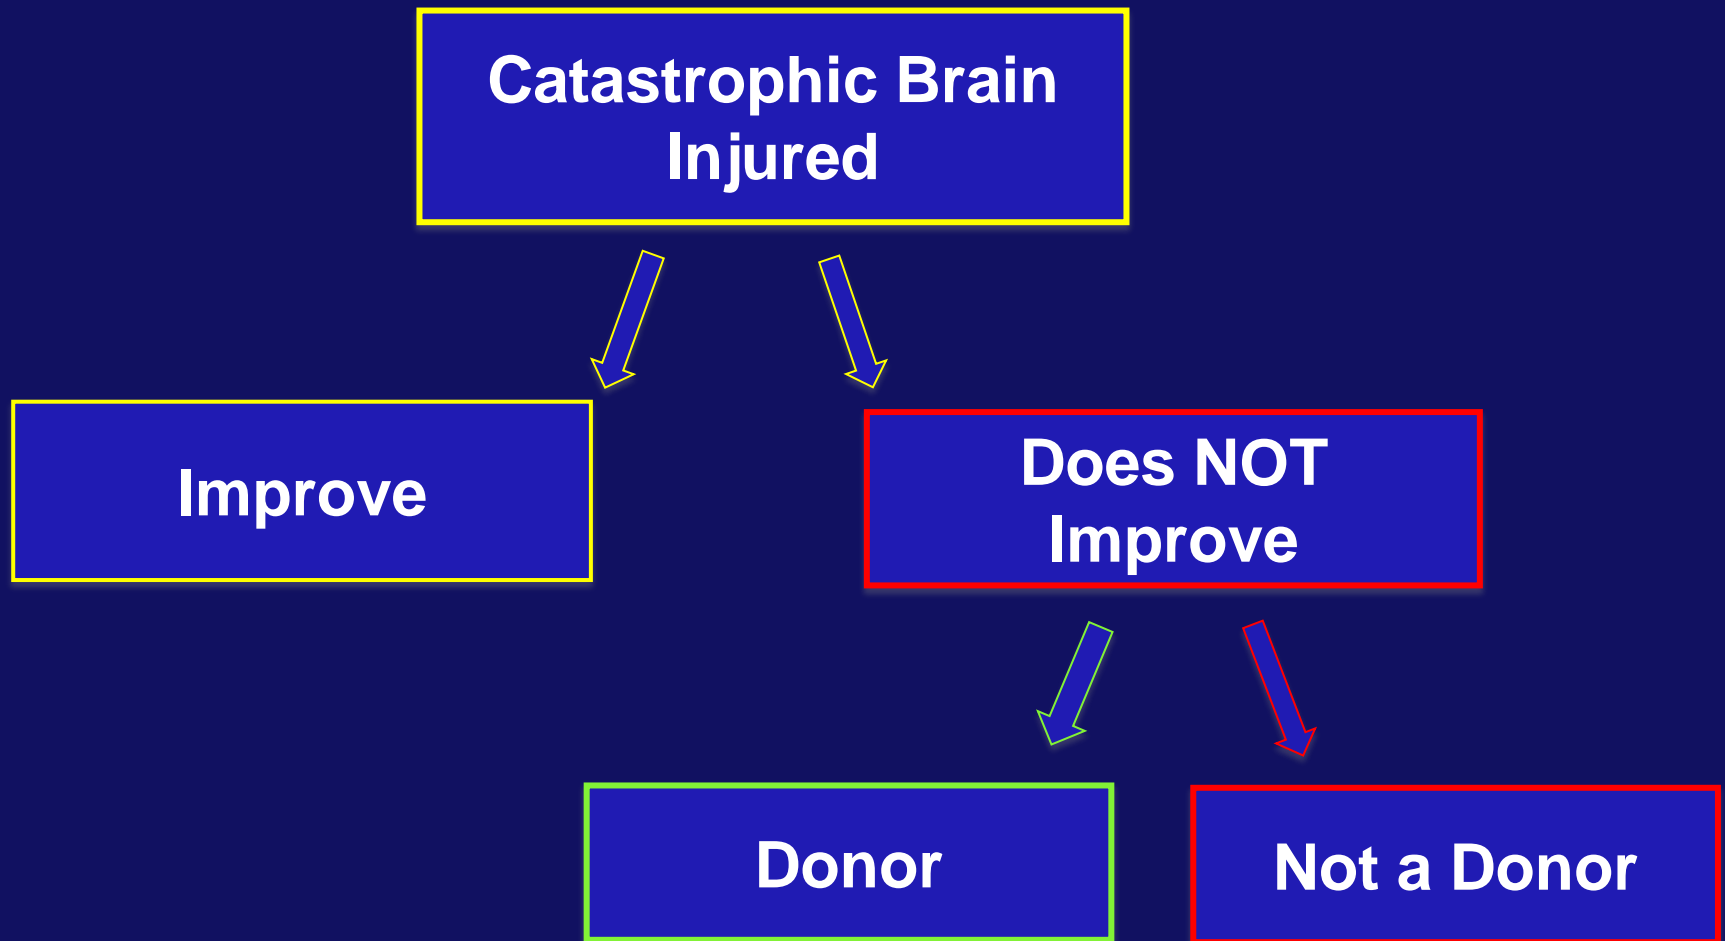 Catastrophic Brain
Injured
Improve
Does NOT
Improve
Donor
Not a Donor